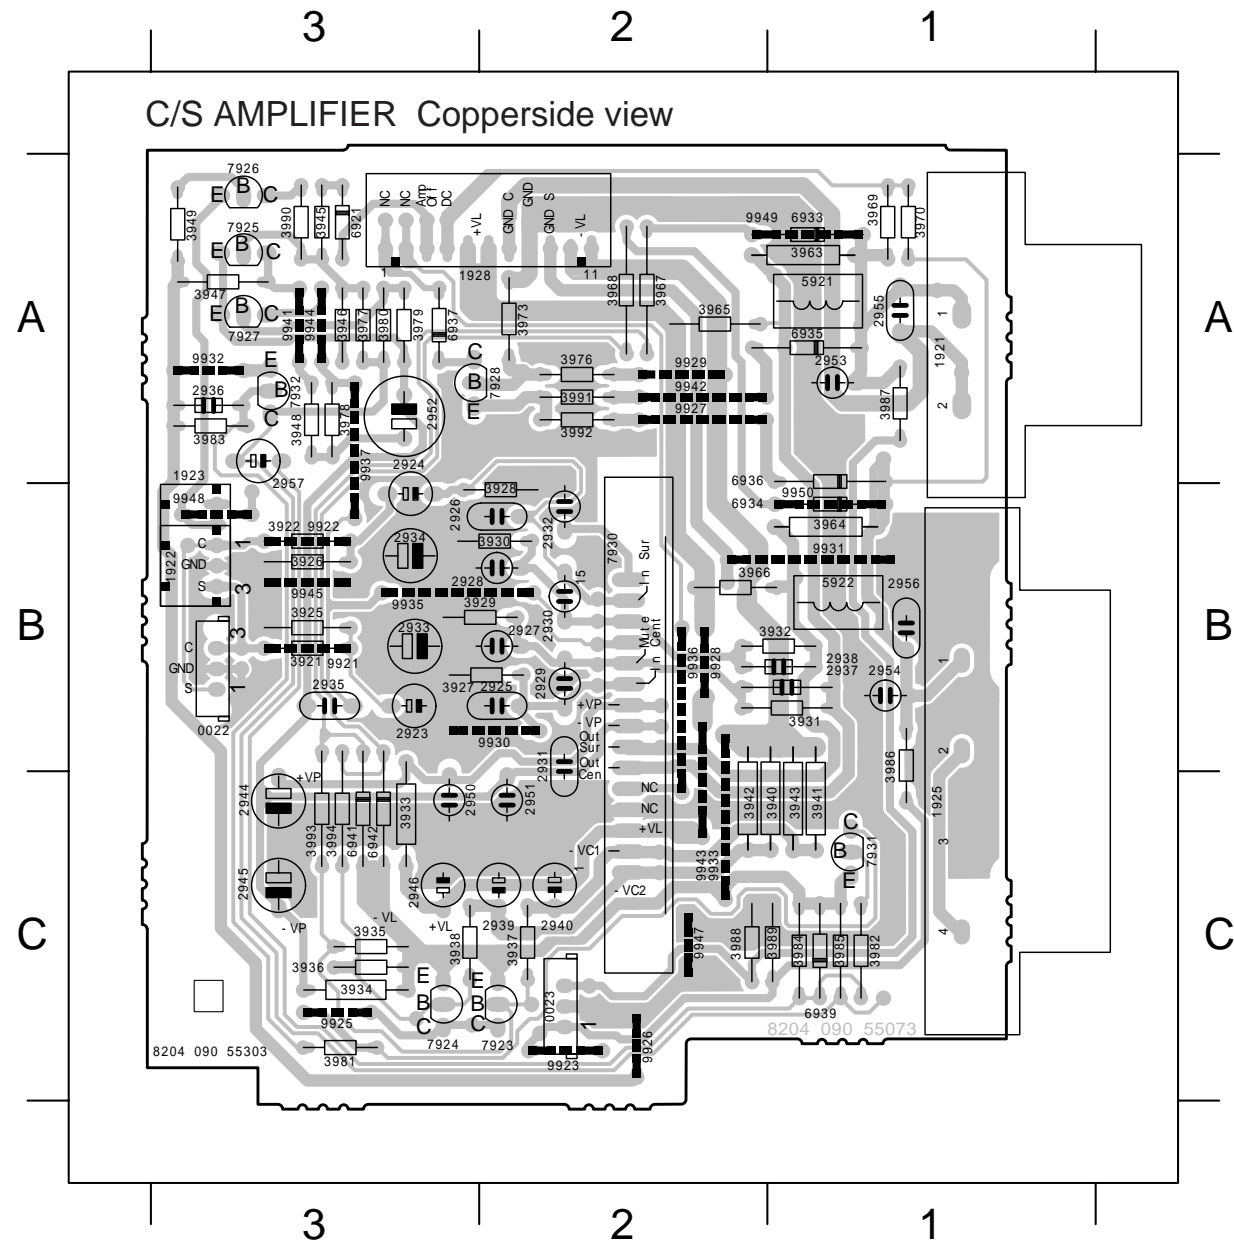 3 2 1
C/S AMPLIFIER Copperside view
7926
E B C
3949
3990
3945
6921
NC
NC
Amp
Off
DC
+VL
GND C
GND
GND S
- VL
9949 6933
3969
3970
7925
B C
3963
1 1928 11
3947
3968
3967
5921
2955
1
A A
E B C
7927
9941
9944
3946
3977
3980
3979
6937
3973
3965
6935
1921
9932
E
B
C
7932
C
B
E
7928
3976
9929
2953
2936
9942
3991
3987
2
3983
3948
3978
2952
9927
3992
9937
2957
2924
1923
6936
9948
3928
9950
6934
2926
2932
3964
3922 9922
2934
7930
C
GND
S
1
3
1922
3930
In Sur
9931
3926
2928
15
3966
9945
9935
5922 2956
3925
3929
2930
B B
C
GND
S
3
1
2933
2927
Mute
In Cent
3932
3921 9921
9936
9928
2938
2937
2954
1
2935
3927 2925
2929
+VP
- VP
Out
Sur
Out
Cen
0022
2923
3931
9930
2931
2
3986
2944
+VP
3993
3994
6941
6942
3933
2950
2951
NC
NC
+VL
3942
3940
3943
3941
1925
C
B
E
7931
3
- VC1
9943
9933
2945
2946
1
- VC2
C C
- VP
- VL
3935
+VL
3938
2939
3937
2940
9947
3988
3989
3984
3985
3982
4
3936
E
B
C
E
B
C
3934
0023
1
9925
6939
8204 090 55073
8204 090 55303
3981
7924 7923
9923
9926
3 2 1